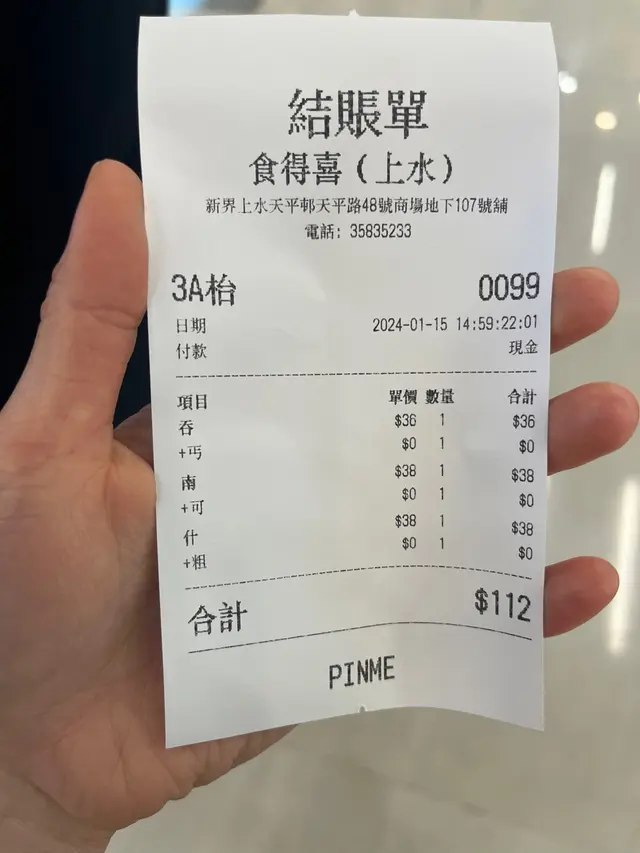 結賬單
食得喜（上水）
新界上水天平邨天平路48號商場地下107號舖
電話: 35835233
3A枱 0099
日期 2024-01-15 14:59:22:01
付款 現金
項目 單價 數量 合計
吞 $36 1 $36
+丐 $0 1 $0
南 $38 1 $38
+可 $0 1 $0
什 $38 1 $38
+粗 $0 1 $0
合計 $112
PINME